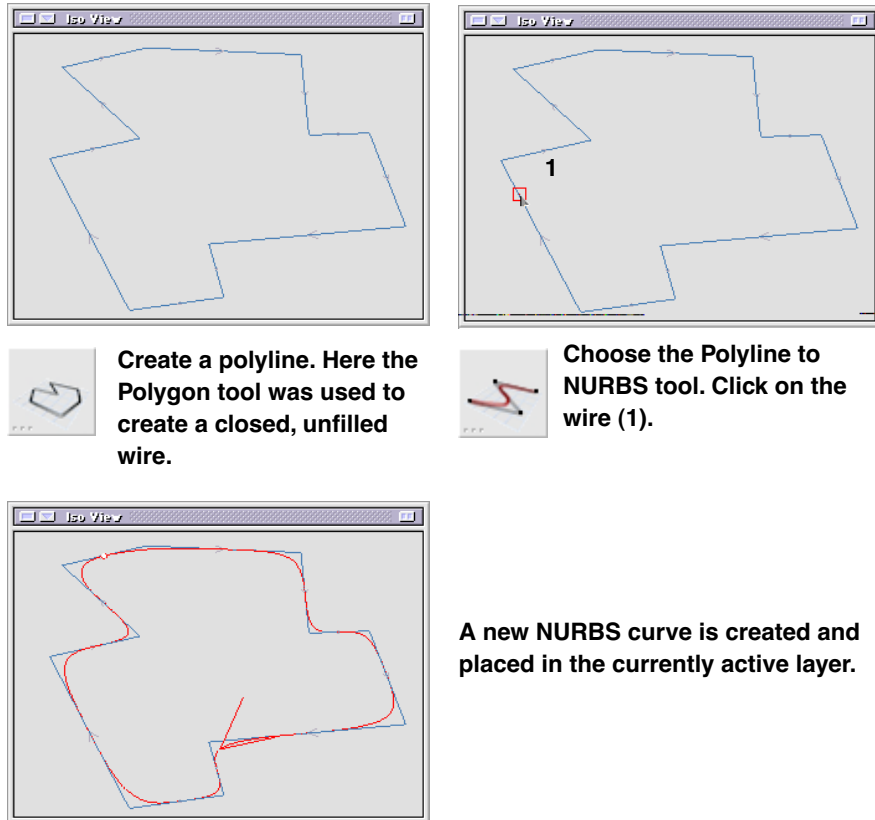 Iso View
Iso View
1
Create a polyline. Here the
Polygon tool was used to
create a closed, unfilled
wire.
Choose the Polyline to
NURBS tool. Click on the
wire (1).
Iso View
A new NURBS curve is created and
placed in the currently active layer.